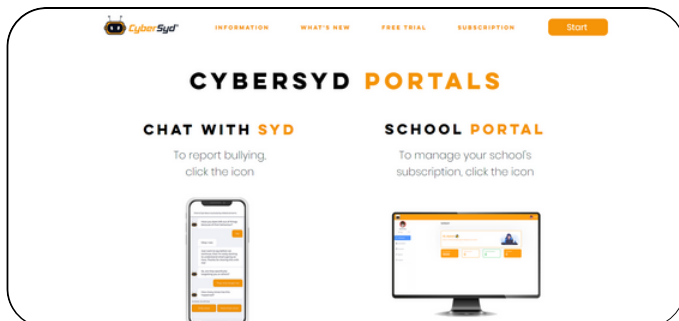 CyberSyd
INFORMATION
WHAT'S NEW
FREE TRIAL
SUBSCRIPTION
Start
CYBERSYD PORTALS
CHAT WITH SYD
To report bullying,
click the icon
SCHOOL PORTAL
To manage your school's
subscription, click the icon